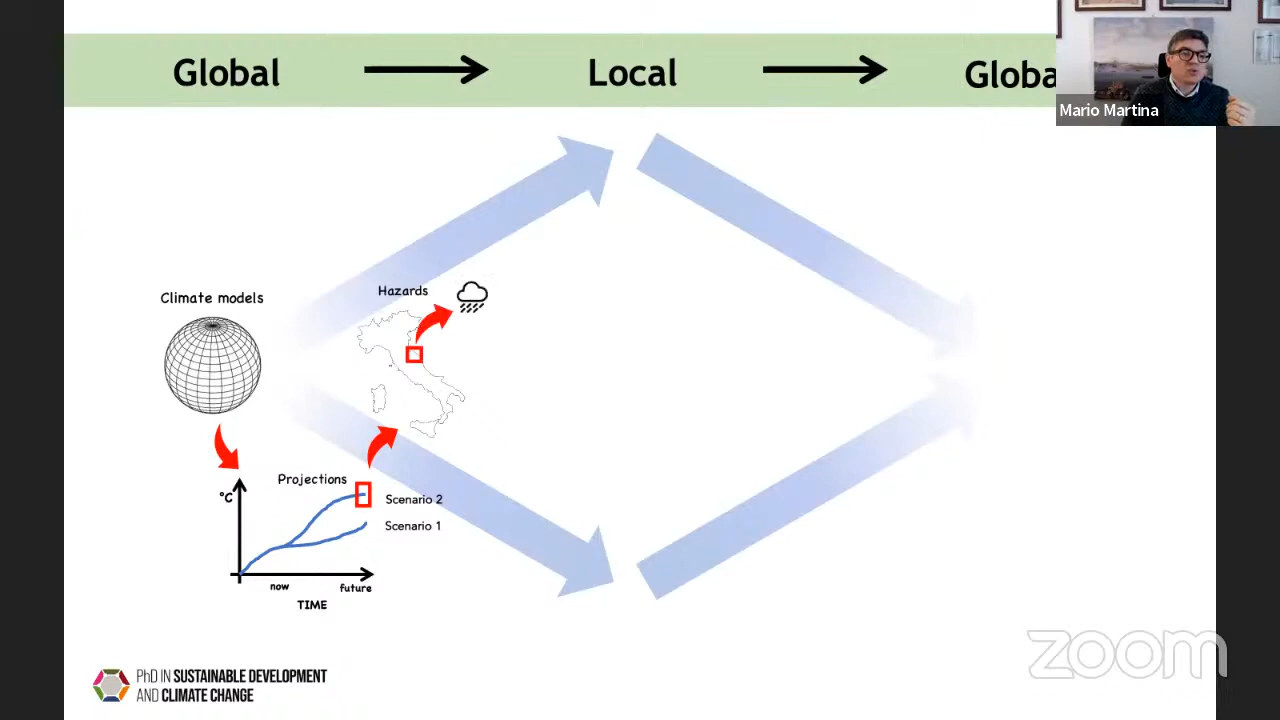 Global
Local
Globa
Mario Martina
Climate models
Hazards
Projections
°C
Scenario 2
Scenario 1
now
future
TIME
PhD IN SUSTAINABLE DEVELOPMENT
AND CLIMATE CHANGE
zoom